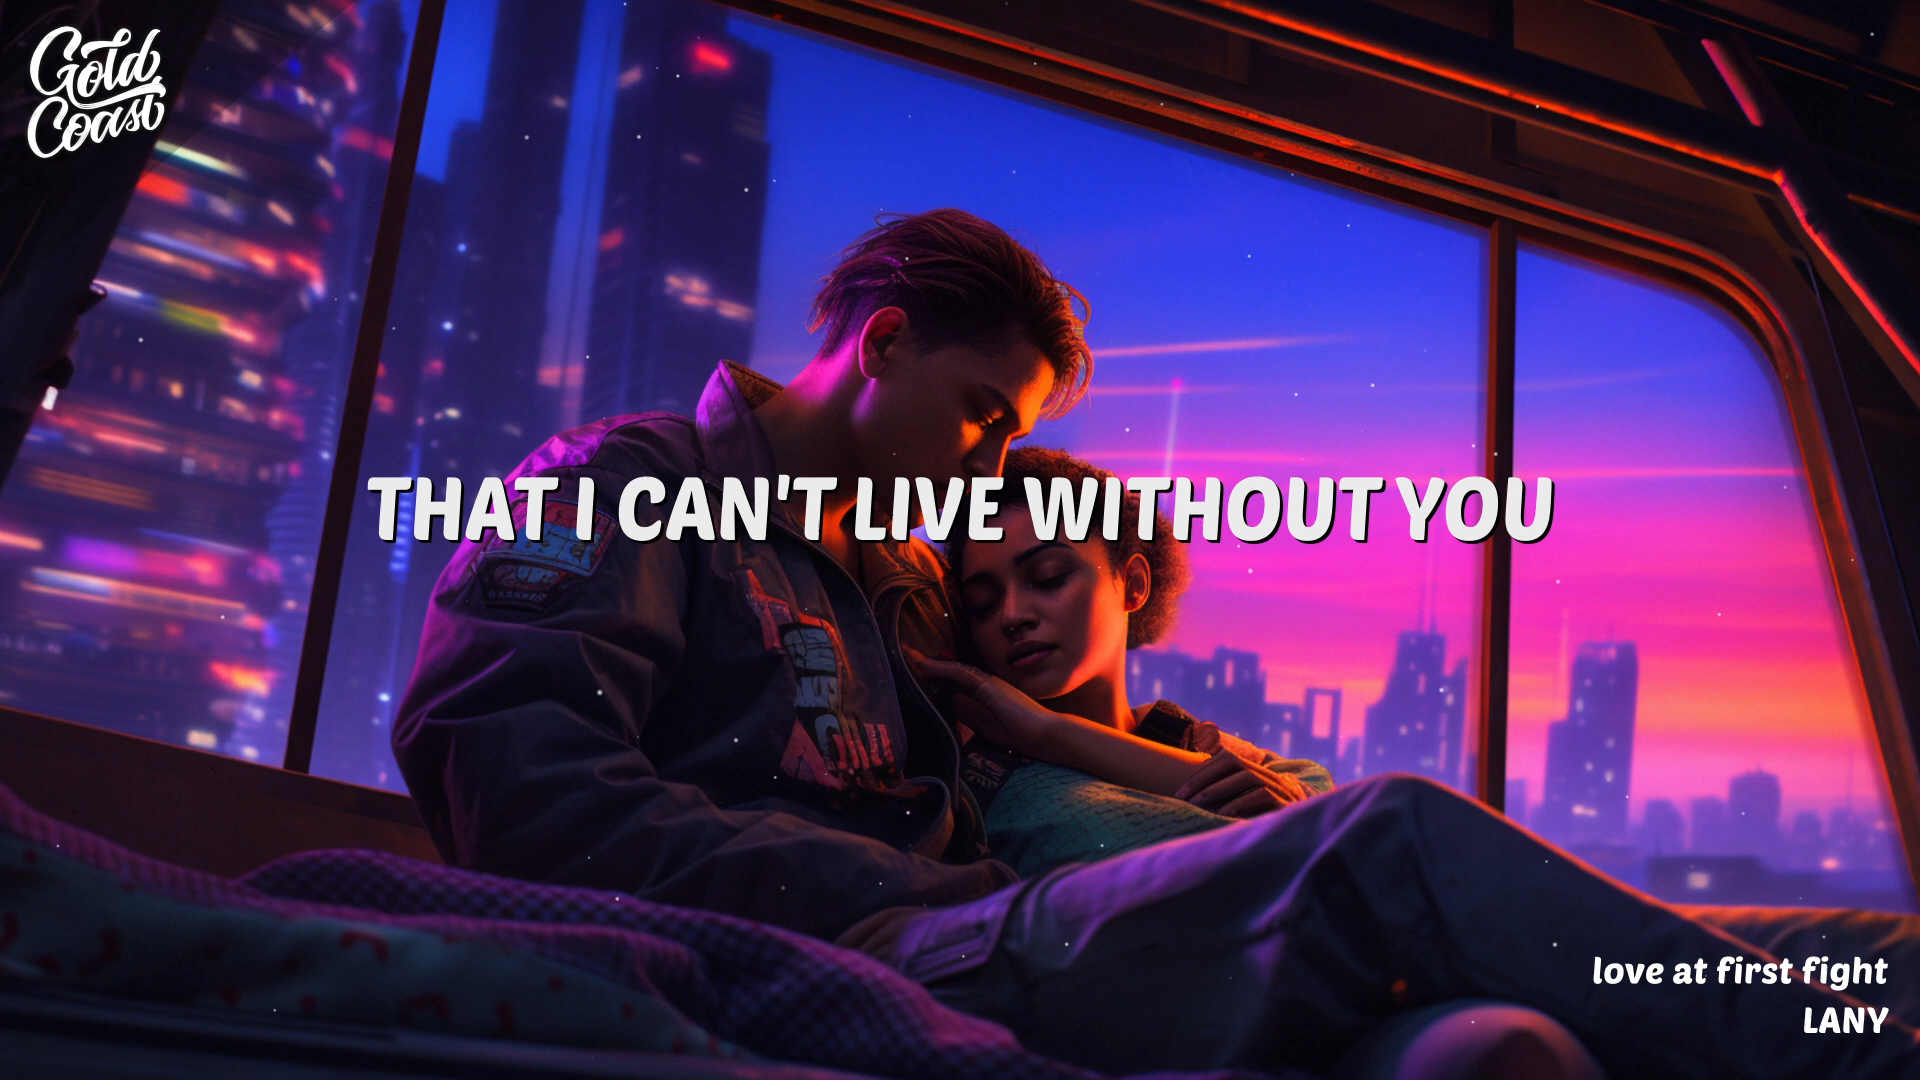 Gold
Coast
THAT I CAN'T LIVE WITHOUT YOU
love at first fight
LANY